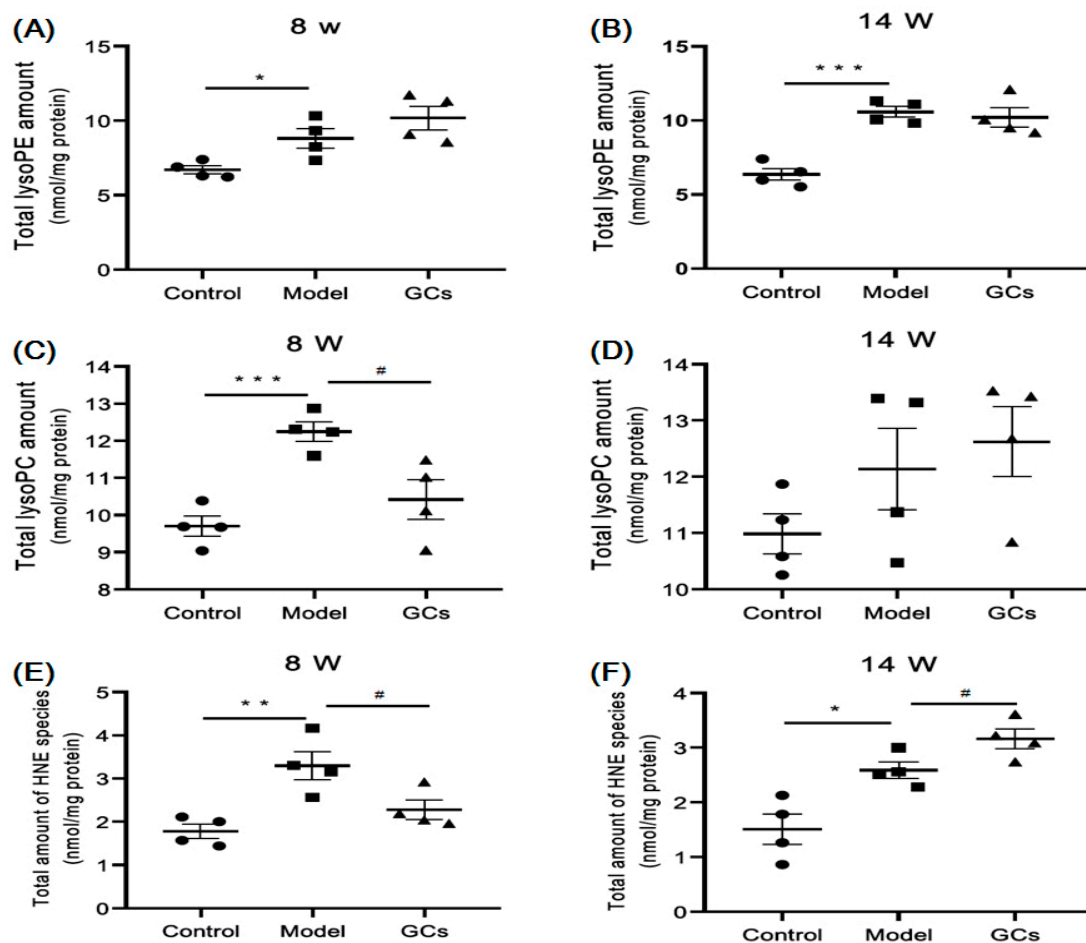 (A)
8 w
Total lysoPE amount
(nmol/mg protein)
15
10
5
0
*
Control Model GCs
(B)
14 W
Total lysoPE amount
(nmol/mg protein)
15
10
5
0
* * *
Control Model GCs
(C)
8 W
Total lysoPC amount
(nmol/mg protein)
14
13
12
11
10
9
8
* * *
#
Control Model GCs
(D)
14 W
Total lysoPC amount
(nmol/mg protein)
14
13
12
11
10
Control Model GCs
(E)
8 W
Total amount of HNE species
(nmol/mg protein)
5
4
3
2
1
0
* *
#
Control Model GCs
(F)
14 W
Total amount of HNE species
(nmol/mg protein)
4
3
2
1
0
*
#
Control Model GCs